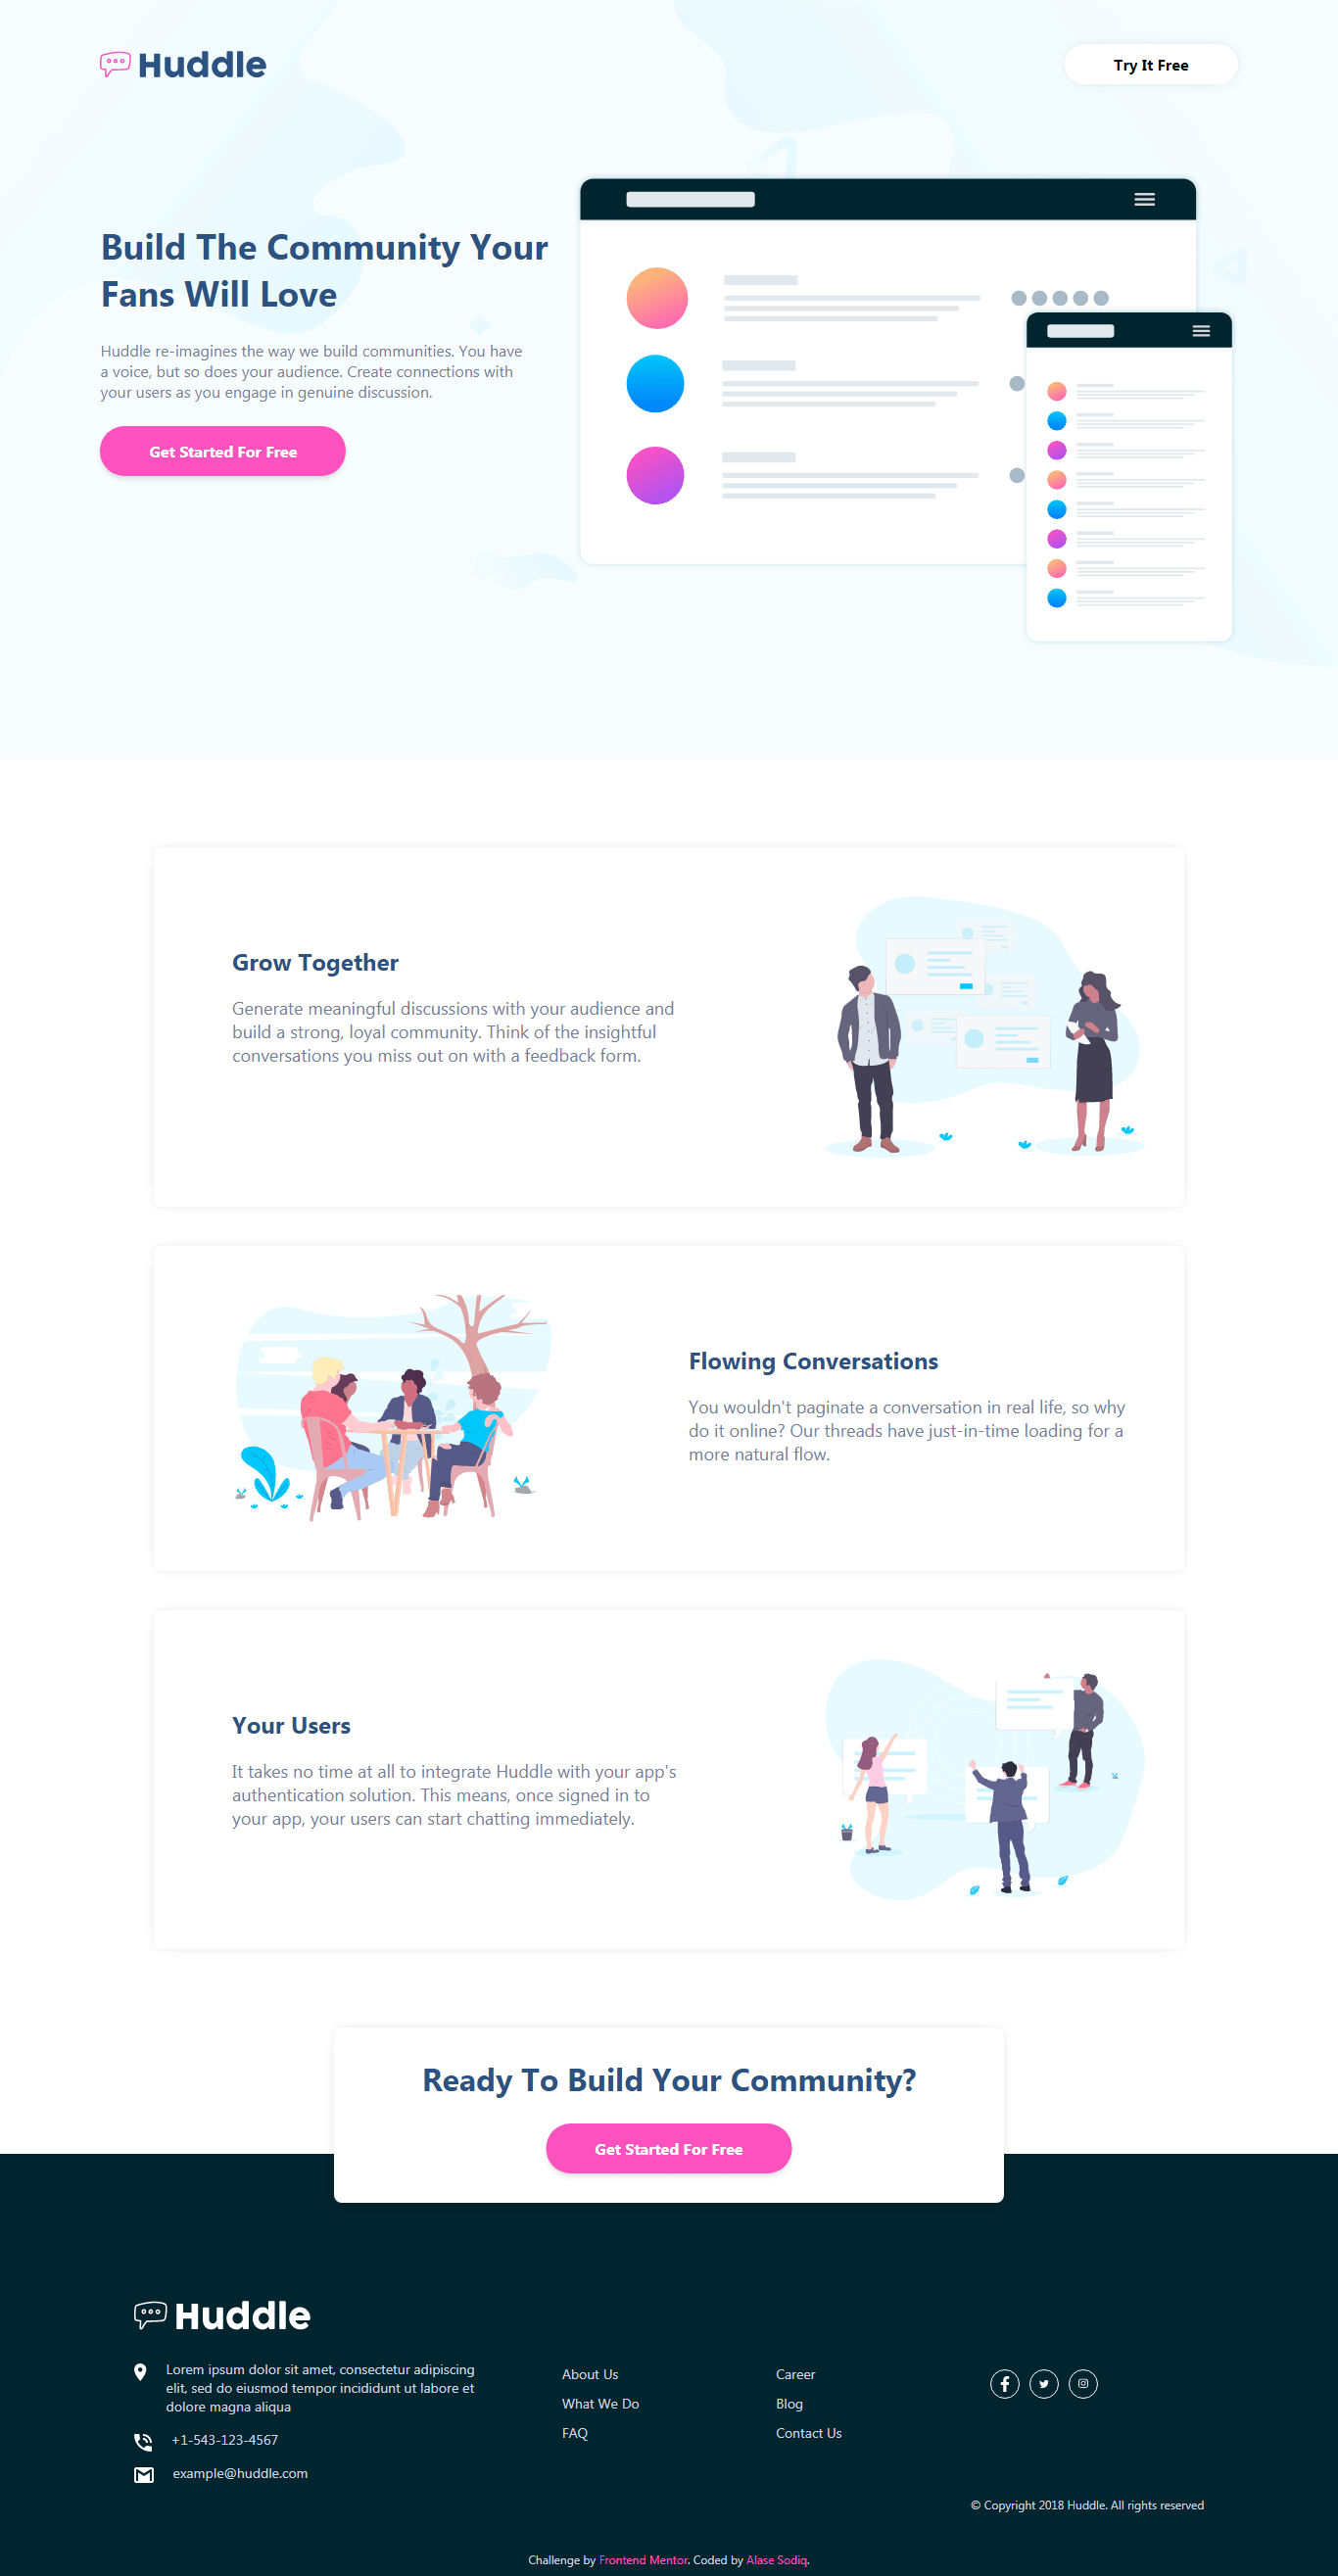 Huddle
Try It Free
Build The Community Your
Fans Will Love
Huddle re-imagines the way we build communities. You have
a voice, but so does your audience. Create connections with
your users as you engage in genuine discussion.
Get Started For Free
Grow Together
Generate meaningful discussions with your audience and
build a strong, loyal community. Think of the insightful
conversations you miss out on with a feedback form.
Flowing Conversations
You wouldn't paginate a conversation in real life, so why
do it online? Our threads have just-in-time loading for a
more natural flow.
Your Users
It takes no time at all to integrate Huddle with your app's
authentication solution. This means, once signed in to
your app, your users can start chatting immediately.
Ready To Build Your Community?
Get Started For Free
Huddle
Lorem ipsum dolor sit amet, consectetur adipiscing
elit, sed do eiusmod tempor incididunt ut labore et
dolore magna aliqua
+1-543-123-4567
example@huddle.com
About Us
What We Do
FAQ
Career
Blog
Contact Us
© Copyright 2018 Huddle. All rights reserved
Challenge by Frontend Mentor. Coded by Alase Sodiq.